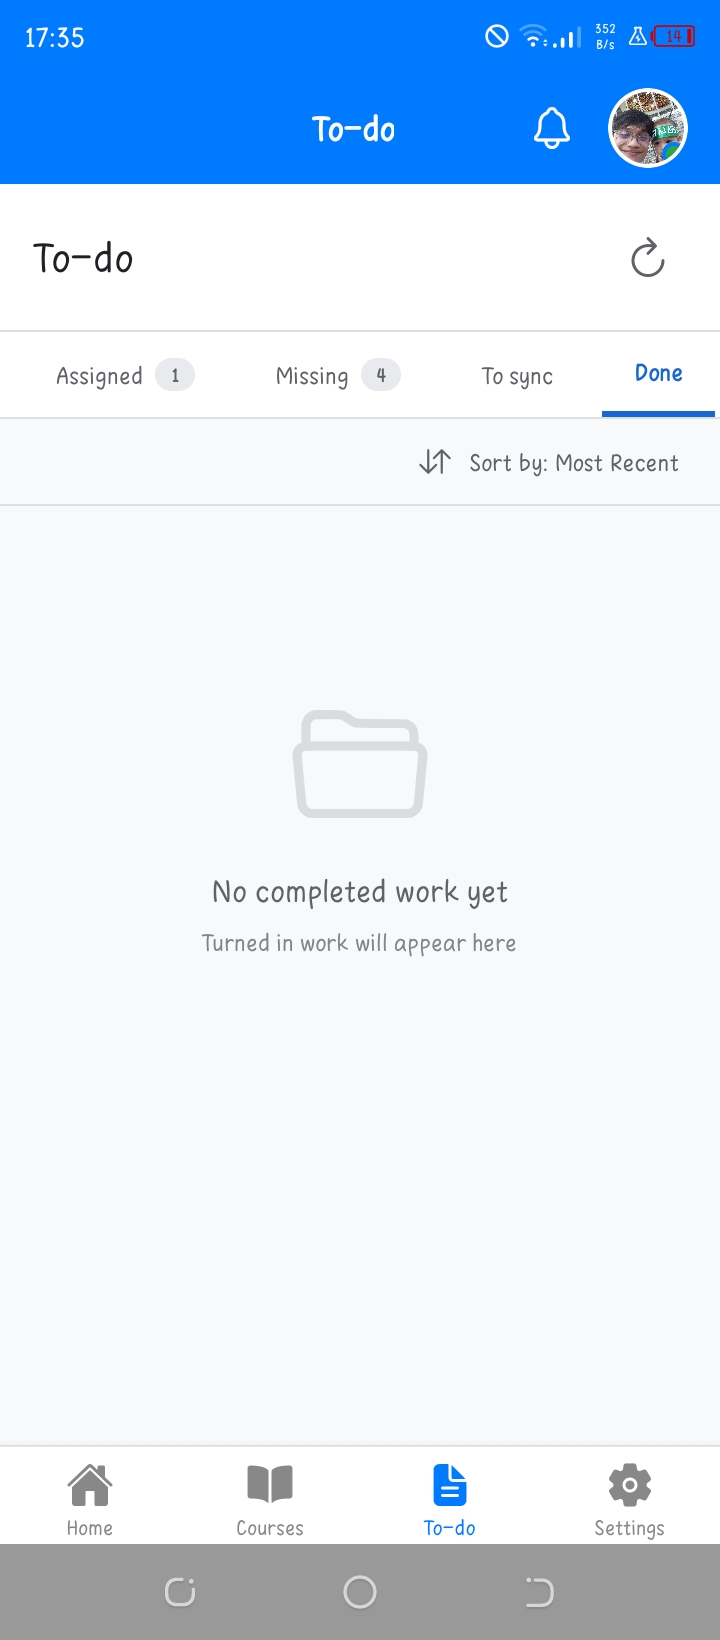 17:35
352
B/s
14
To-do
To-do
Assigned 1 Missing 4 To sync Done
Sort by: Most Recent
No completed work yet
Turned in work will appear here
Home Courses To-do Settings